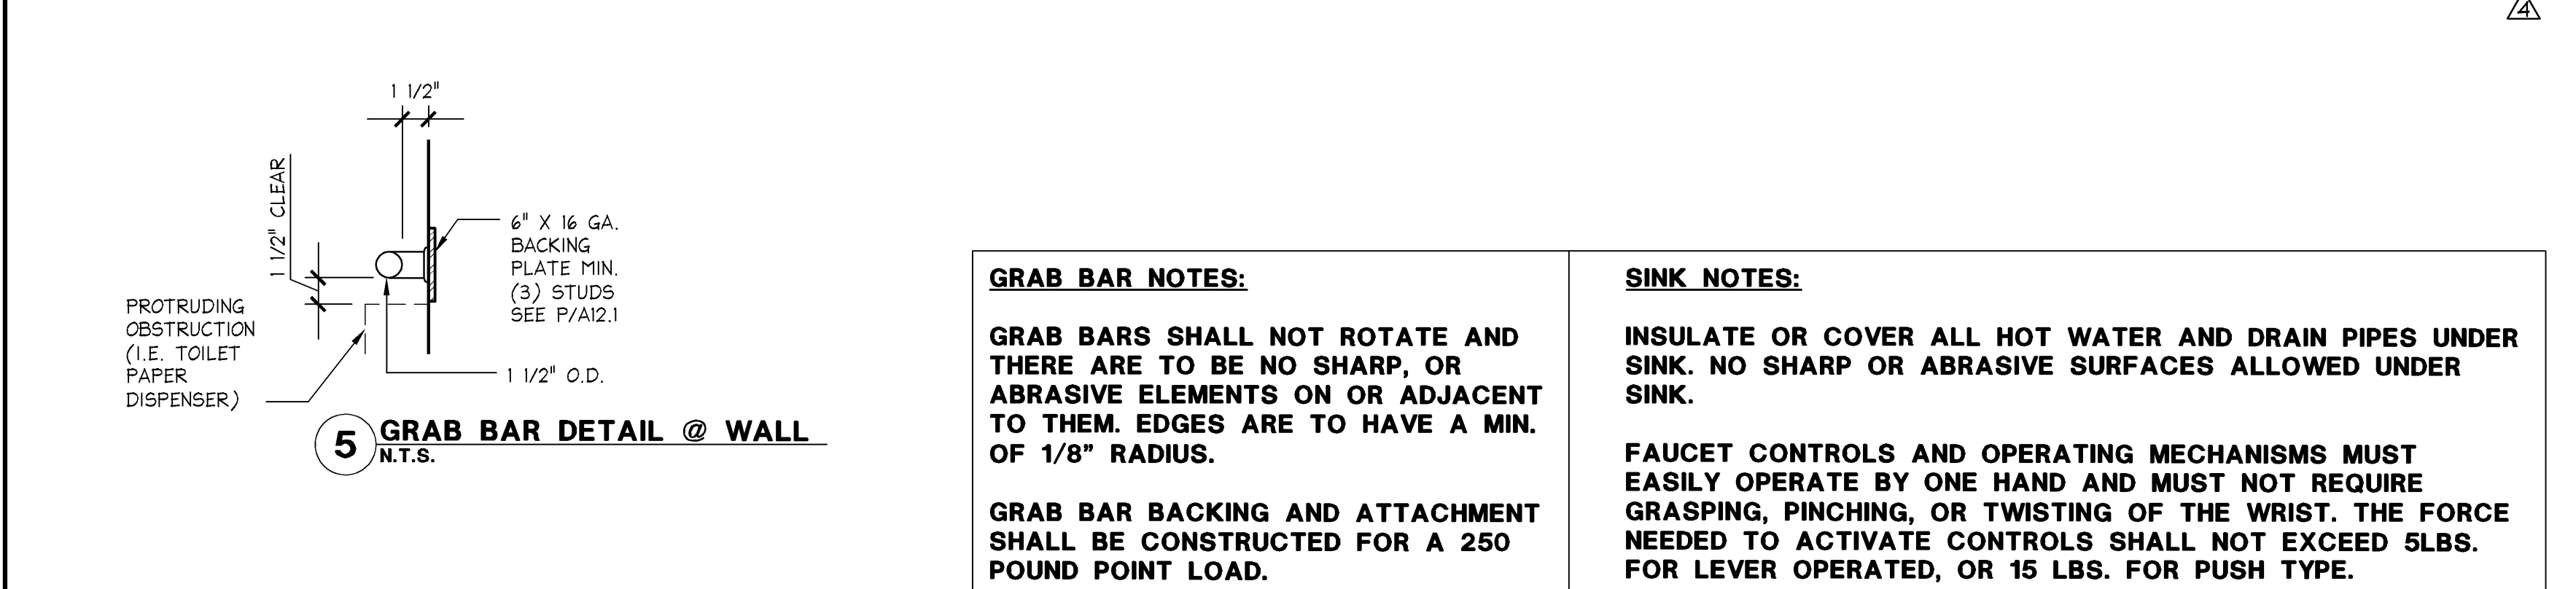 4
1 1/2"
1 1/2" CLEAR
6" X 16 GA.
BACKING
PLATE MIN.
(3) STUDS
SEE P/A12.1
PROTRUDING
OBSTRUCTION
(I.E. TOILET
PAPER
DISPENSER)
1 1/2" O.D.
5
GRAB BAR DETAIL @ WALL
N.T.S.
GRAB BAR NOTES:
GRAB BARS SHALL NOT ROTATE AND
THERE ARE TO BE NO SHARP, OR
ABRASIVE ELEMENTS ON OR ADJACENT
TO THEM. EDGES ARE TO HAVE A MIN.
OF 1/8” RADIUS.
GRAB BAR BACKING AND ATTACHMENT
SHALL BE CONSTRUCTED FOR A 250
POUND POINT LOAD.
SINK NOTES:
INSULATE OR COVER ALL HOT WATER AND DRAIN PIPES UNDER
SINK. NO SHARP OR ABRASIVE SURFACES ALLOWED UNDER
SINK.
FAUCET CONTROLS AND OPERATING MECHANISMS MUST
EASILY OPERATE BY ONE HAND AND MUST NOT REQUIRE
GRASPING, PINCHING, OR TWISTING OF THE WRIST. THE FORCE
NEEDED TO ACTIVATE CONTROLS SHALL NOT EXCEED 5LBS.
FOR LEVER OPERATED, OR 15 LBS. FOR PUSH TYPE.